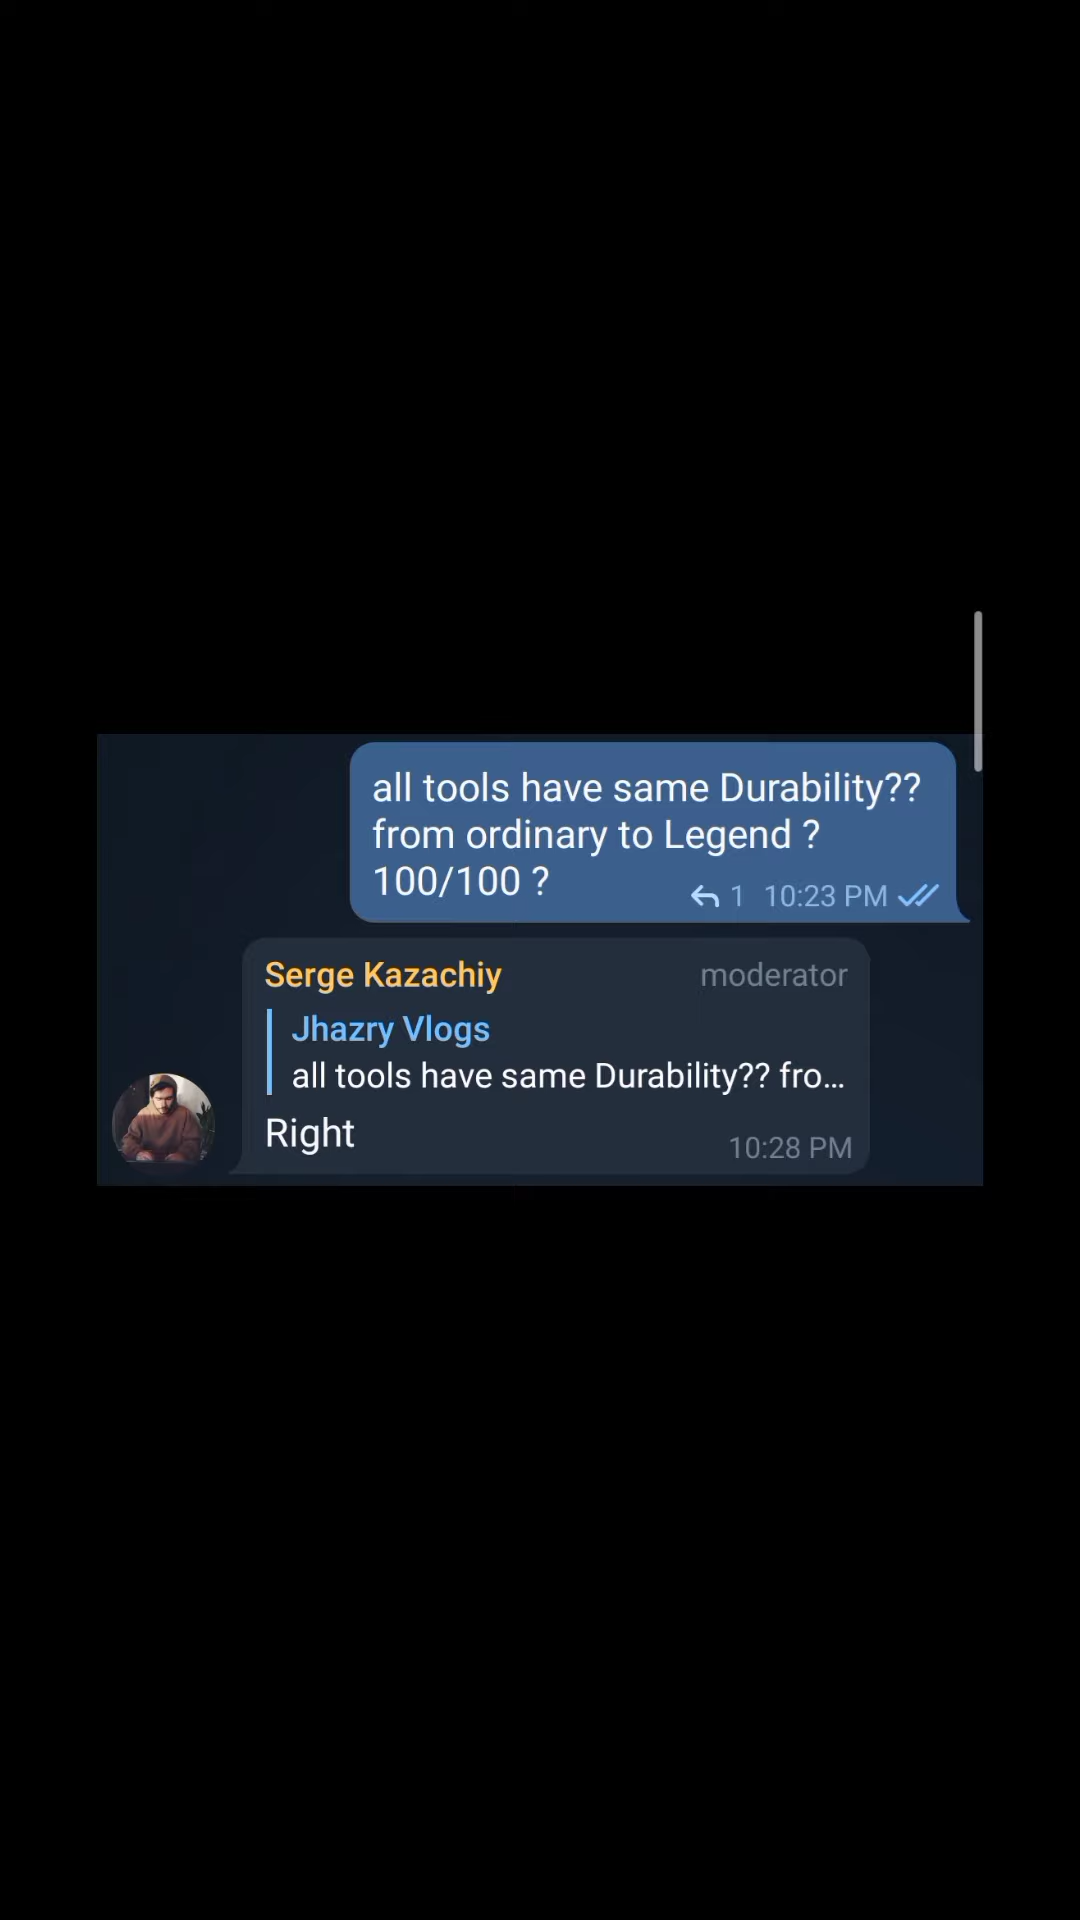 all tools have same Durability??
from ordinary to Legend ?
100/100 ?
1 10:23 PM
Serge Kazachiy moderator
Jhazry Vlogs
all tools have same Durability?? fro...
Right
10:28 PM